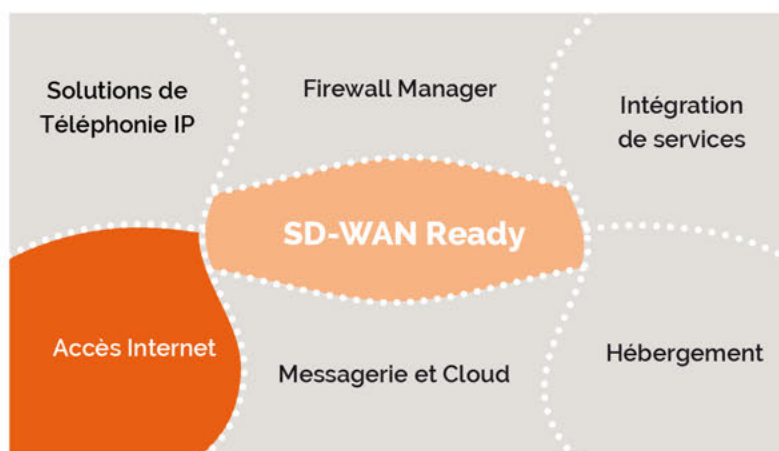 Solutions de
Téléphonie IP
Firewall Manager
Intégration
de services
SD-WAN Ready
Accès Internet
Messagerie et Cloud
Hébergement